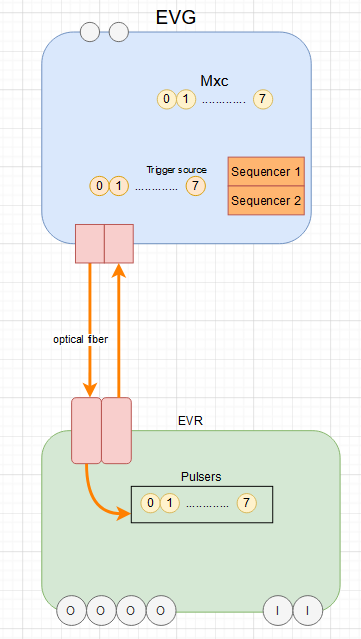 EVG
Mxc
0 1 ............. 7
Trigger source
0 1 ............. 7
Sequencer 1
Sequencer 2
optical fiber
EVR
Pulsers
0 1 ............. 7
O O O O I I